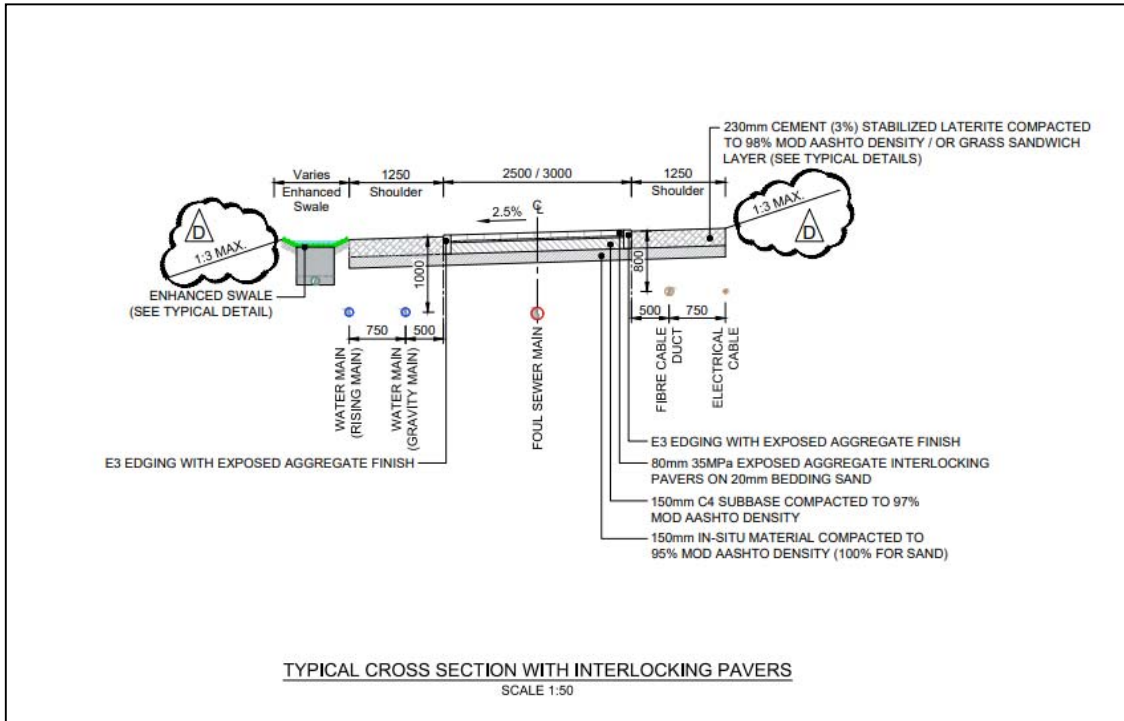 230mm CEMENT (3%) STABILIZED LATERITE COMPACTED
TO 98% MOD AASHTO DENSITY / OR GRASS SANDWICH
LAYER (SEE TYPICAL DETAILS)
Varies
Enhanced
Swale
1250
Shoulder
2500 / 3000
1250
Shoulder
2.5%
℄
D
1:3 MAX.
D
1:3 MAX.
1000
800
ENHANCED SWALE
(SEE TYPICAL DETAIL)
750
500
500
750
WATER MAIN
(RISING MAIN)
WATER MAIN
(GRAVITY MAIN)
FOUL SEWER MAIN
FIBRE CABLE
DUCT
ELECTRICAL
CABLE
E3 EDGING WITH EXPOSED AGGREGATE FINISH
E3 EDGING WITH EXPOSED AGGREGATE FINISH
80mm 35MPa EXPOSED AGGREGATE INTERLOCKING
PAVERS ON 20mm BEDDING SAND
150mm C4 SUBBASE COMPACTED TO 97%
MOD AASHTO DENSITY
150mm IN-SITU MATERIAL COMPACTED TO
95% MOD AASHTO DENSITY (100% FOR SAND)
TYPICAL CROSS SECTION WITH INTERLOCKING PAVERS
SCALE 1:50